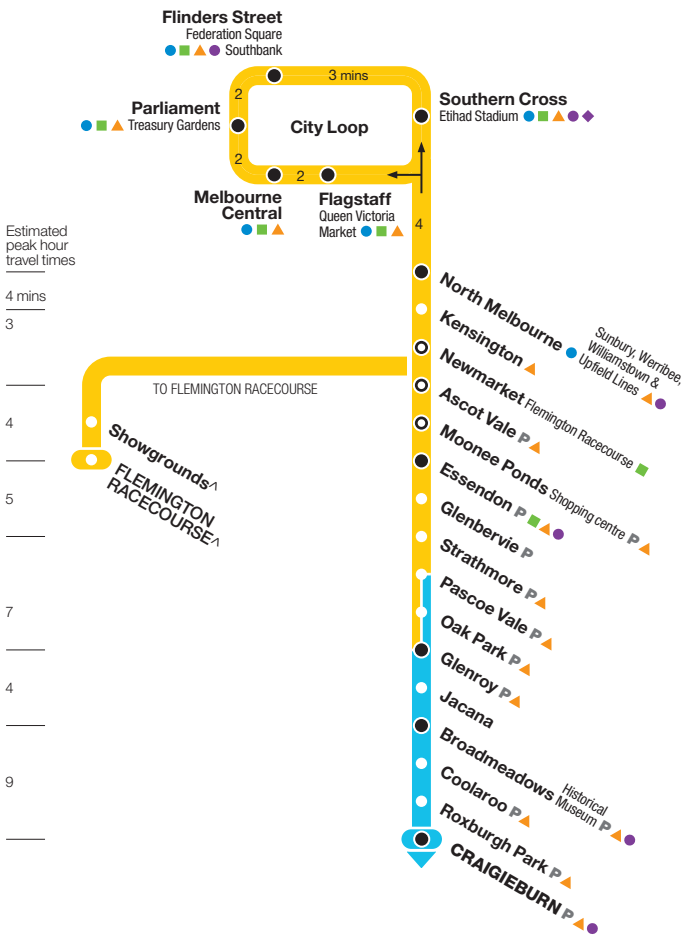 Flinders Street
Federation Square
Southbank
3 mins
2
Parliament
Treasury Gardens
City Loop
Southern Cross
Etihad Stadium
2
2
Melbourne
Central
Flagstaff
Queen Victoria
Market
4
Estimated
peak hour
travel times
4 mins
3
4
5
7
4
9
North Melbourne
Sunbury, Werribee,
Williamstown &
Upfield Lines
Kensington
Newmarket Flemington Racecourse
Ascot Vale P
Moonee Ponds Shopping centre P
Essendon P
Glenbervie P
Strathmore P
Pascoe Vale P
Oak Park P
Glenroy P
Jacana
Broadmeadows Historical
Museum P
Coolaroo P
Roxburgh Park P
CRAIGIEBURN P
TO FLEMINGTON RACECOURSE
Showgrounds^
FLEMINGTON
RACECOURSE^